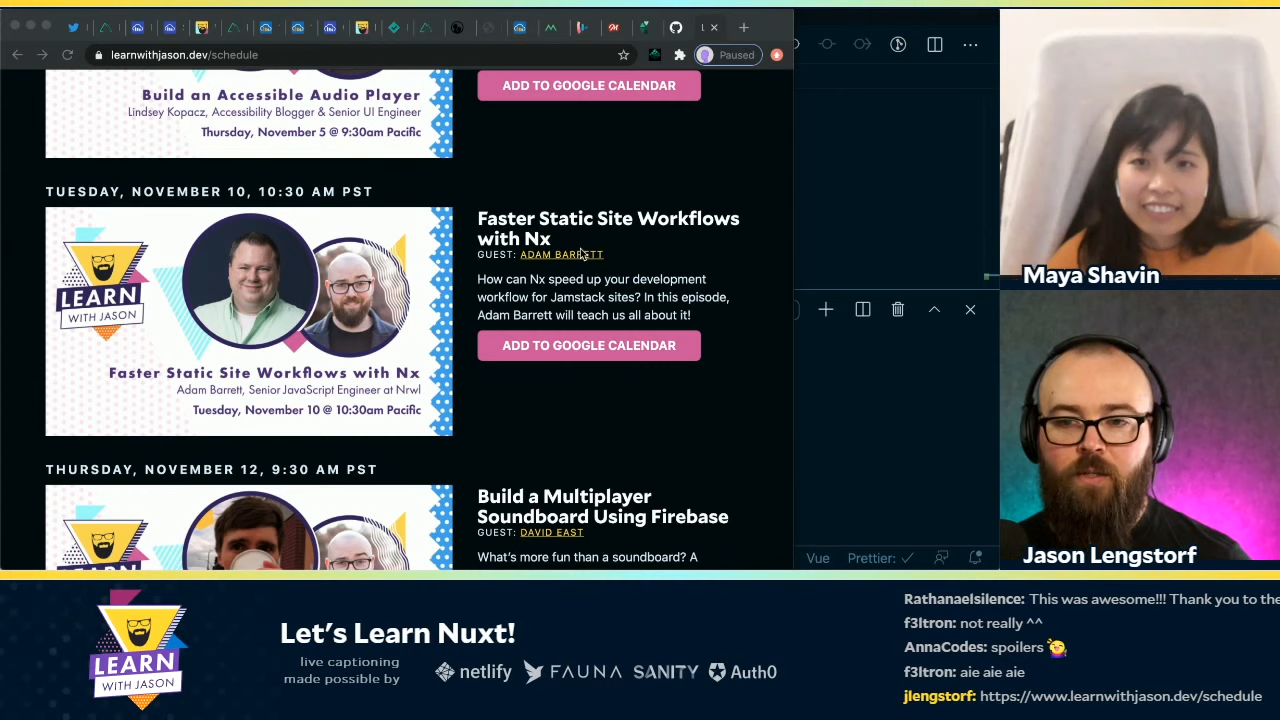 L
learnwithjason.dev/schedule
Paused
Build an Accessible Audio Player
Lindsey Kopacz, Accessibility Blogger & Senior UI Engineer
Thursday, November 5 @ 9:30am Pacific
ADD TO GOOGLE CALENDAR
TUESDAY, NOVEMBER 10, 10:30 AM PST
LEARN
WITH JASON
Faster Static Site Workflows with Nx
Adam Barrett, Senior JavaScript Engineer at Nrwl
Tuesday, November 10 @ 10:30am Pacific
Faster Static Site Workflows
with Nx
GUEST: ADAM BARRETT
How can Nx speed up your development
workflow for Jamstack sites? In this episode,
Adam Barrett will teach us all about it!
ADD TO GOOGLE CALENDAR
THURSDAY, NOVEMBER 12, 9:30 AM PST
LEARN
Build a Multiplayer
Soundboard Using Firebase
GUEST: DAVID EAST
What's more fun than a soundboard? A
Vue
Prettier: ✓
Maya Shavin
Jason Lengstorf
LEARN
WITH JASON
Let's Learn Nuxt!
live captioning
made possible by
netlify
FAUNA
SANITY
Auth0
Rathanaelsilence: This was awesome!!! Thank you to the
f3ltron: not really ^^
AnnaCodes: spoilers 🙋
f3ltron: aie aie aie
jlengstorf: https://www.learnwithjason.dev/schedule